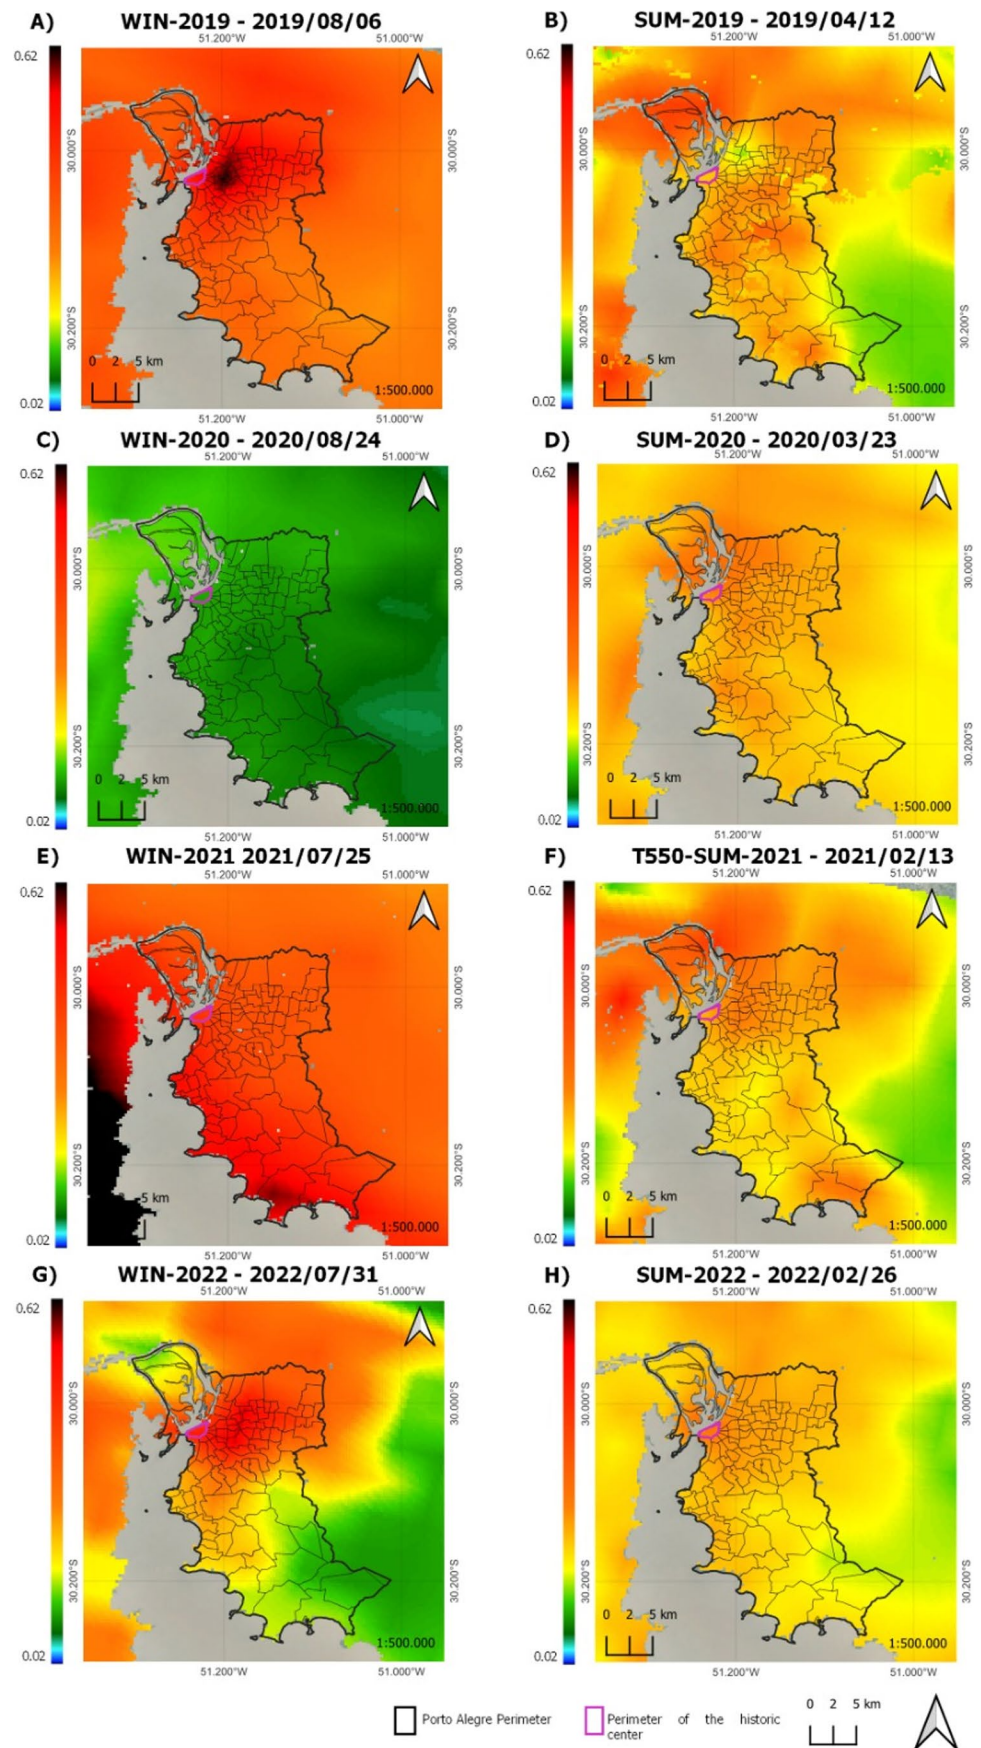 A) WIN-2019 - 2019/08/06
51.200°W 51.000°W
0.62
30.000°S 30.000°S
30.200°S 30.200°S
0 2 5 km
1:500.000
0.02
51.200°W 51.000°W
B) SUM-2019 - 2019/04/12
51.200°W 51.000°W
0.62
30.000°S 30.000°S
30.200°S 30.200°S
0 2 5 km
1:500.000
0.02
51.200°W 51.000°W
C) WIN-2020 - 2020/08/24
51.200°W 51.000°W
0.62
30.000°S 30.000°S
30.200°S 30.200°S
0 2 5 km
1:500.000
0.02
51.200°W 51.000°W
D) SUM-2020 - 2020/03/23
51.200°W 51.000°W
0.62
30.000°S 30.000°S
30.200°S 30.200°S
0 2 5 km
1:500.000
0.02
51.200°W 51.000°W
E) WIN-2021 2021/07/25
51.200°W 51.000°W
0.62
30.000°S 30.000°S
30.200°S 30.200°S
5 km
1:500.000
0.02
51.200°W 51.000°W
F) T550-SUM-2021 - 2021/02/13
51.200°W 51.000°W
0.62
30.000°S 30.000°S
30.200°S 30.200°S
0 2 5 km
1:500.000
0.02
51.200°W 51.000°W
G) WIN-2022 - 2022/07/31
51.200°W 51.000°W
0.62
30.000°S 30.000°S
30.200°S 30.200°S
1:500.000
0.02
51.200°W 51.000°W
H) SUM-2022 - 2022/02/26
51.200°W 51.000°W
0.62
30.000°S 30.000°S
30.200°S 30.200°S
0 2 5 km
1:500.000
0.02
51.200°W 51.000°W
Porto Alegre Perimeter
Perimeter of the historic
center
0 2 5 km